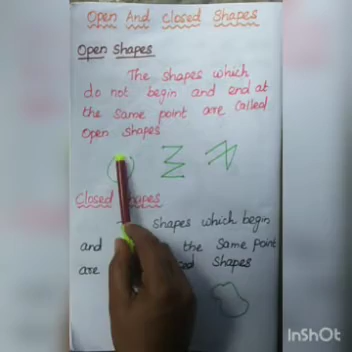 Open And Closed Shapes
Open Shapes
The Shapes which
do not begin and end at
the Same point are Called
Open Shapes
Closed
Shapes which begin
and the Same point
are Shapes
InShOt